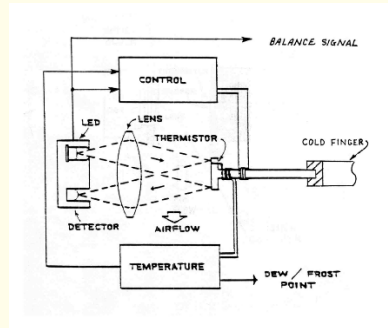 BALANCE SIGNAL
CONTROL
LED
LENS
THERMISTOR
COLD FINGER
DETECTOR
AIRFLOW
TEMPERATURE
DEW / FROST
POINT